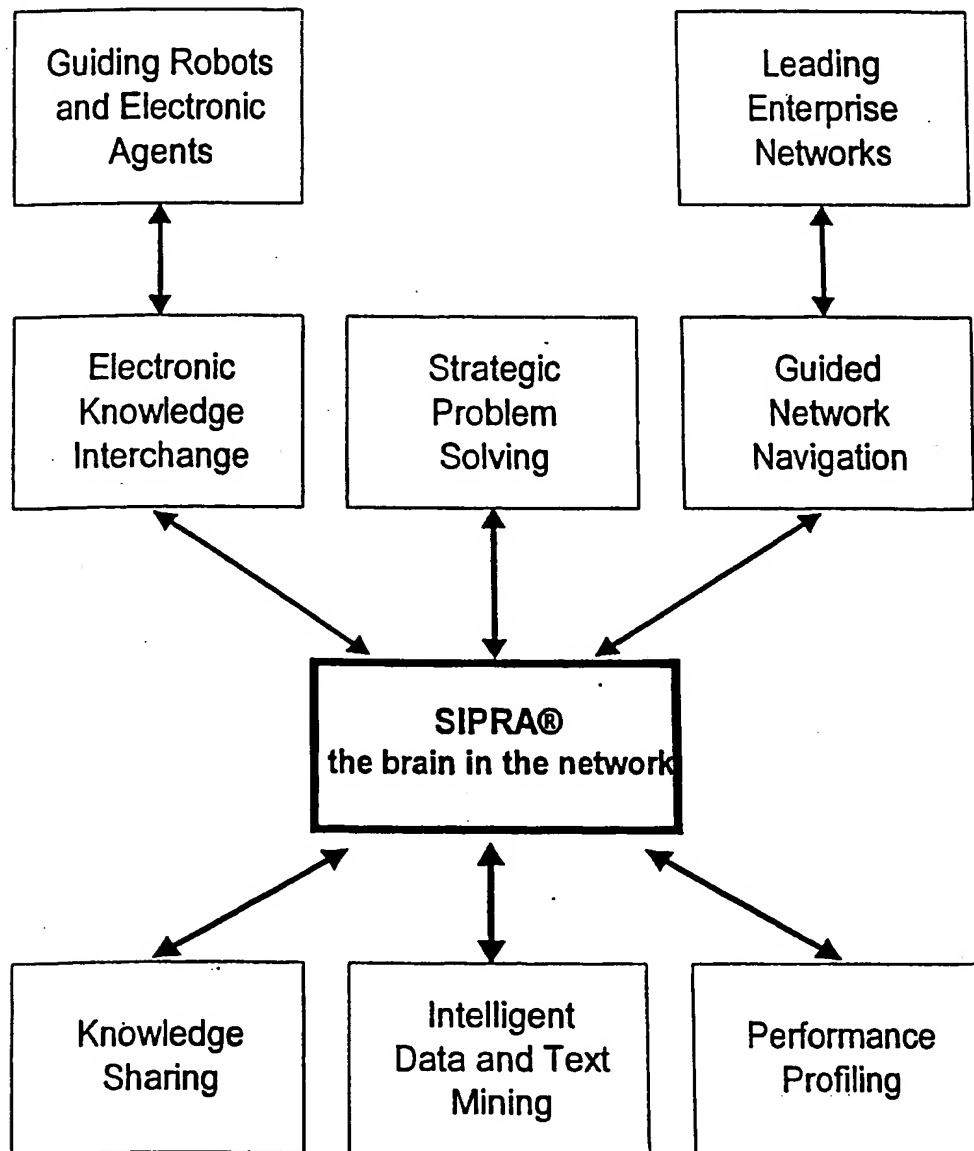 Guiding Robots
and Electronic
Agents
Leading
Enterprise
Networks
Electronic
Knowledge
Interchange
Strategic
Problem
Solving
Guided
Network
Navigation
SIPRA®
the brain in the network
Knowledge
Sharing
Intelligent
Data and Text
Mining
Performance
Profiling